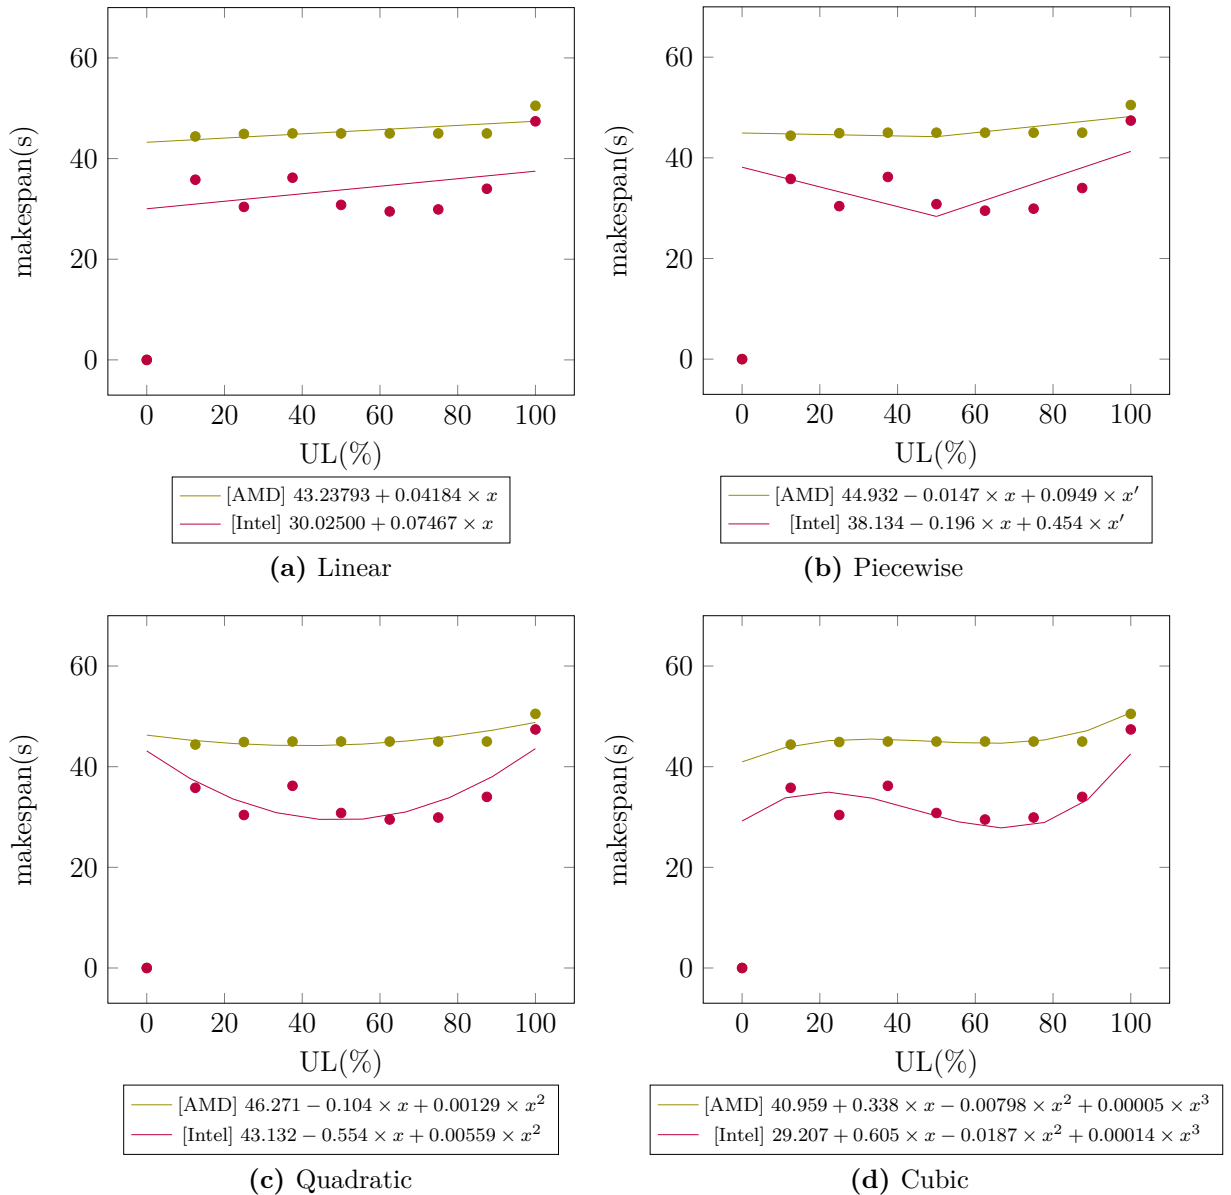 60
40
20
0
makespan(s)
0 20 40 60 80 100
UL(%)
[AMD] 43.23793 + 0.04184 × x
[Intel] 30.02500 + 0.07467 × x
(a) Linear
60
40
20
0
makespan(s)
0 20 40 60 80 100
UL(%)
[AMD] 44.932 − 0.0147 × x + 0.0949 × x′
[Intel] 38.134 − 0.196 × x + 0.454 × x′
(b) Piecewise
60
40
20
0
makespan(s)
0 20 40 60 80 100
UL(%)
[AMD] 46.271 − 0.104 × x + 0.00129 × x²
[Intel] 43.132 − 0.554 × x + 0.00559 × x²
(c) Quadratic
60
40
20
0
makespan(s)
0 20 40 60 80 100
UL(%)
[AMD] 40.959 + 0.338 × x − 0.00798 × x² + 0.00005 × x³
[Intel] 29.207 + 0.605 × x − 0.0187 × x² + 0.00014 × x³
(d) Cubic